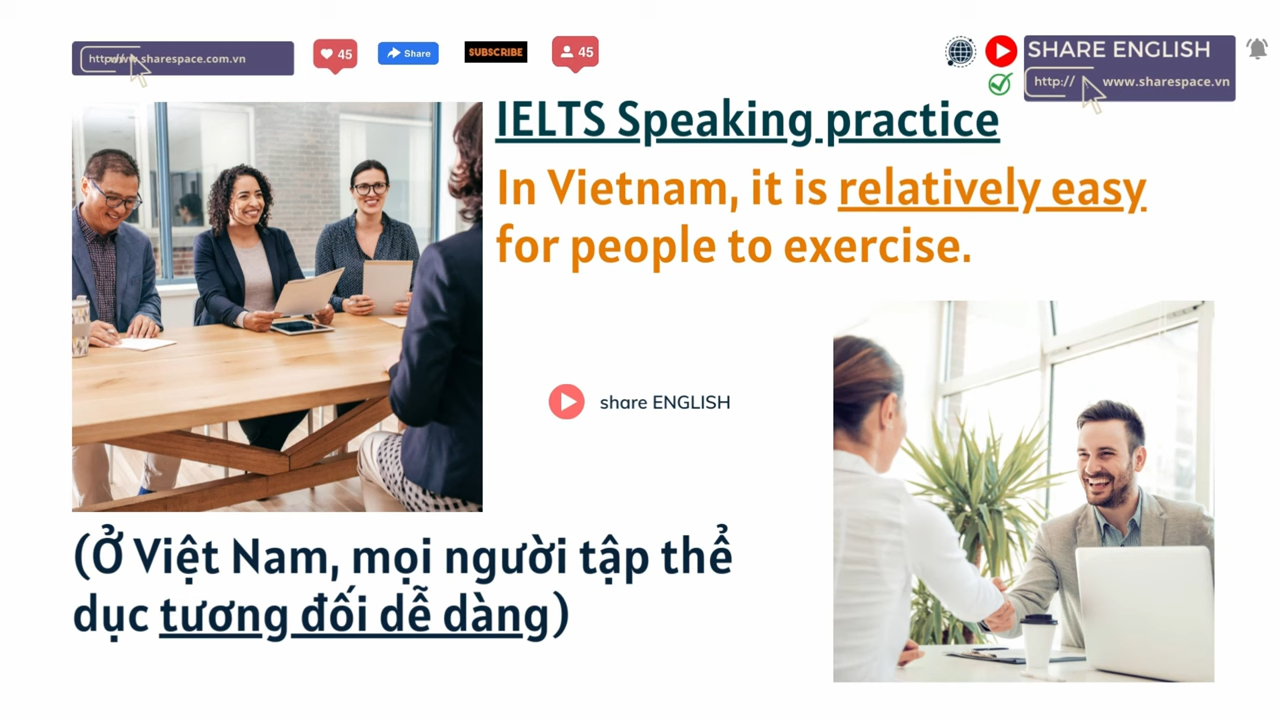 http://www.sharespace.com.vn
45
Share
SUBSCRIBE
45
SHARE ENGLISH
http:// www.sharespace.vn
IELTS Speaking practice
In Vietnam, it is relatively easy
for people to exercise.
share ENGLISH
(Ở Việt Nam, mọi người tập thể
dục tương đối dễ dàng)